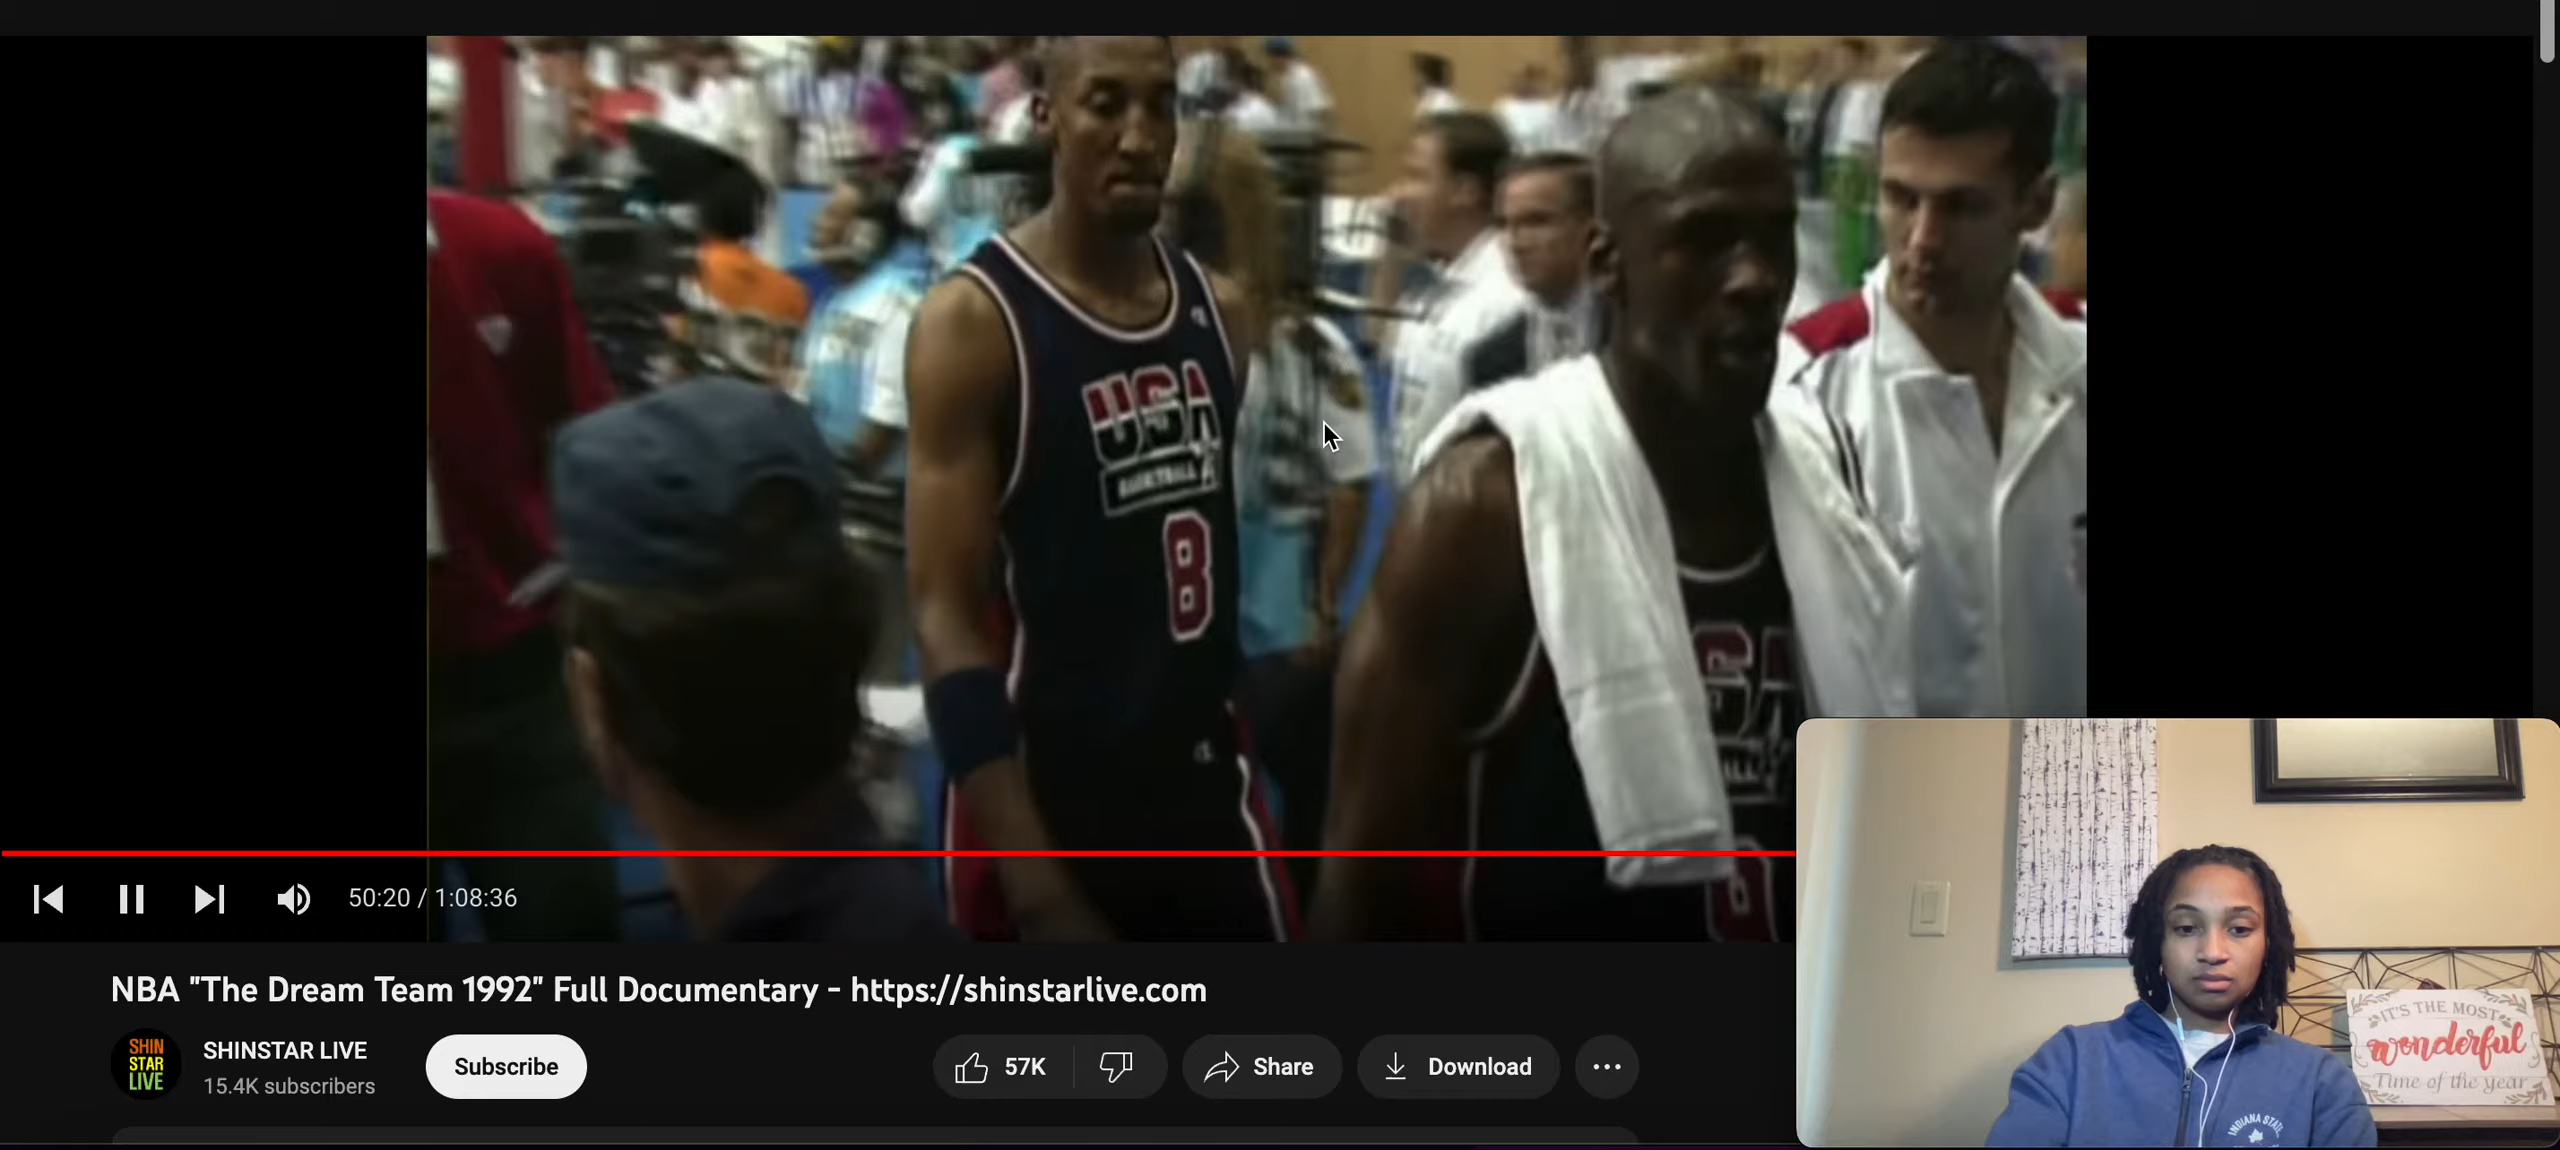 USA
BASKETBALL
8
USA
9
50:20 / 1:08:36
NBA "The Dream Team 1992" Full Documentary - https://shinstarlive.com
SHIN
STAR
LIVE
SHINSTAR LIVE
15.4K subscribers
Subscribe
57K
Share
Download
IT'S THE MOST
wonderful
Time of the year
INDIANA STATE